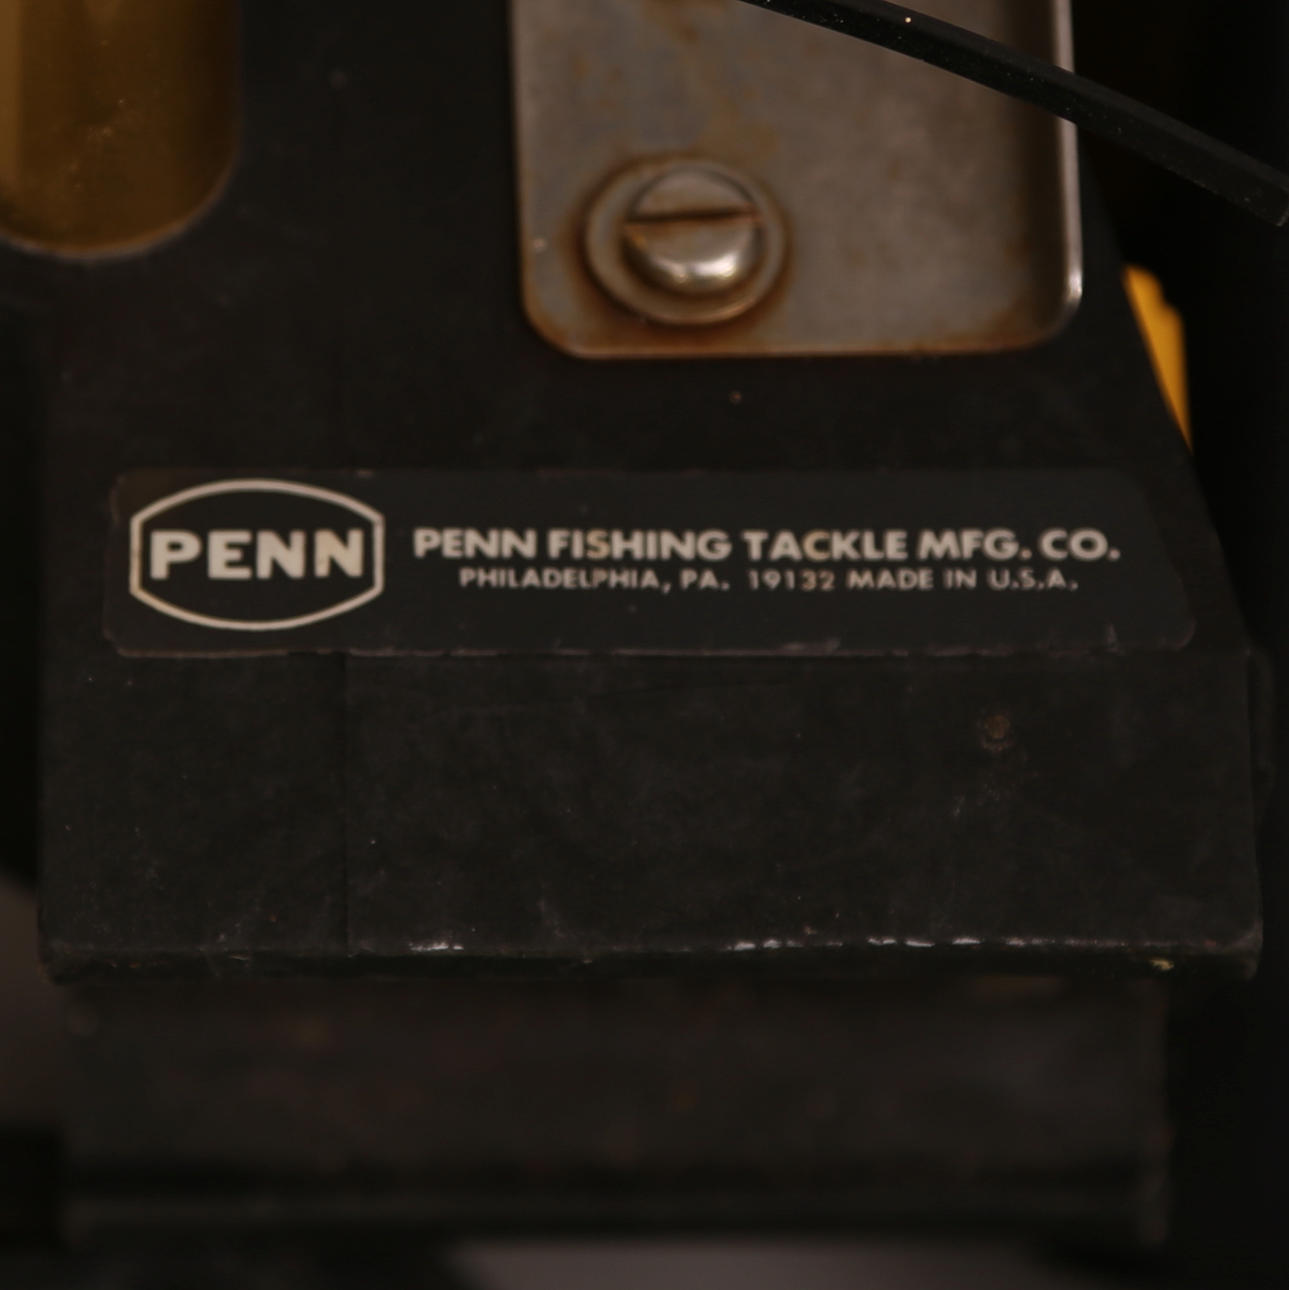 PENN
PENN FISHING TACKLE MFG. CO.
PHILADELPHIA, PA. 19132 MADE IN U.S.A.